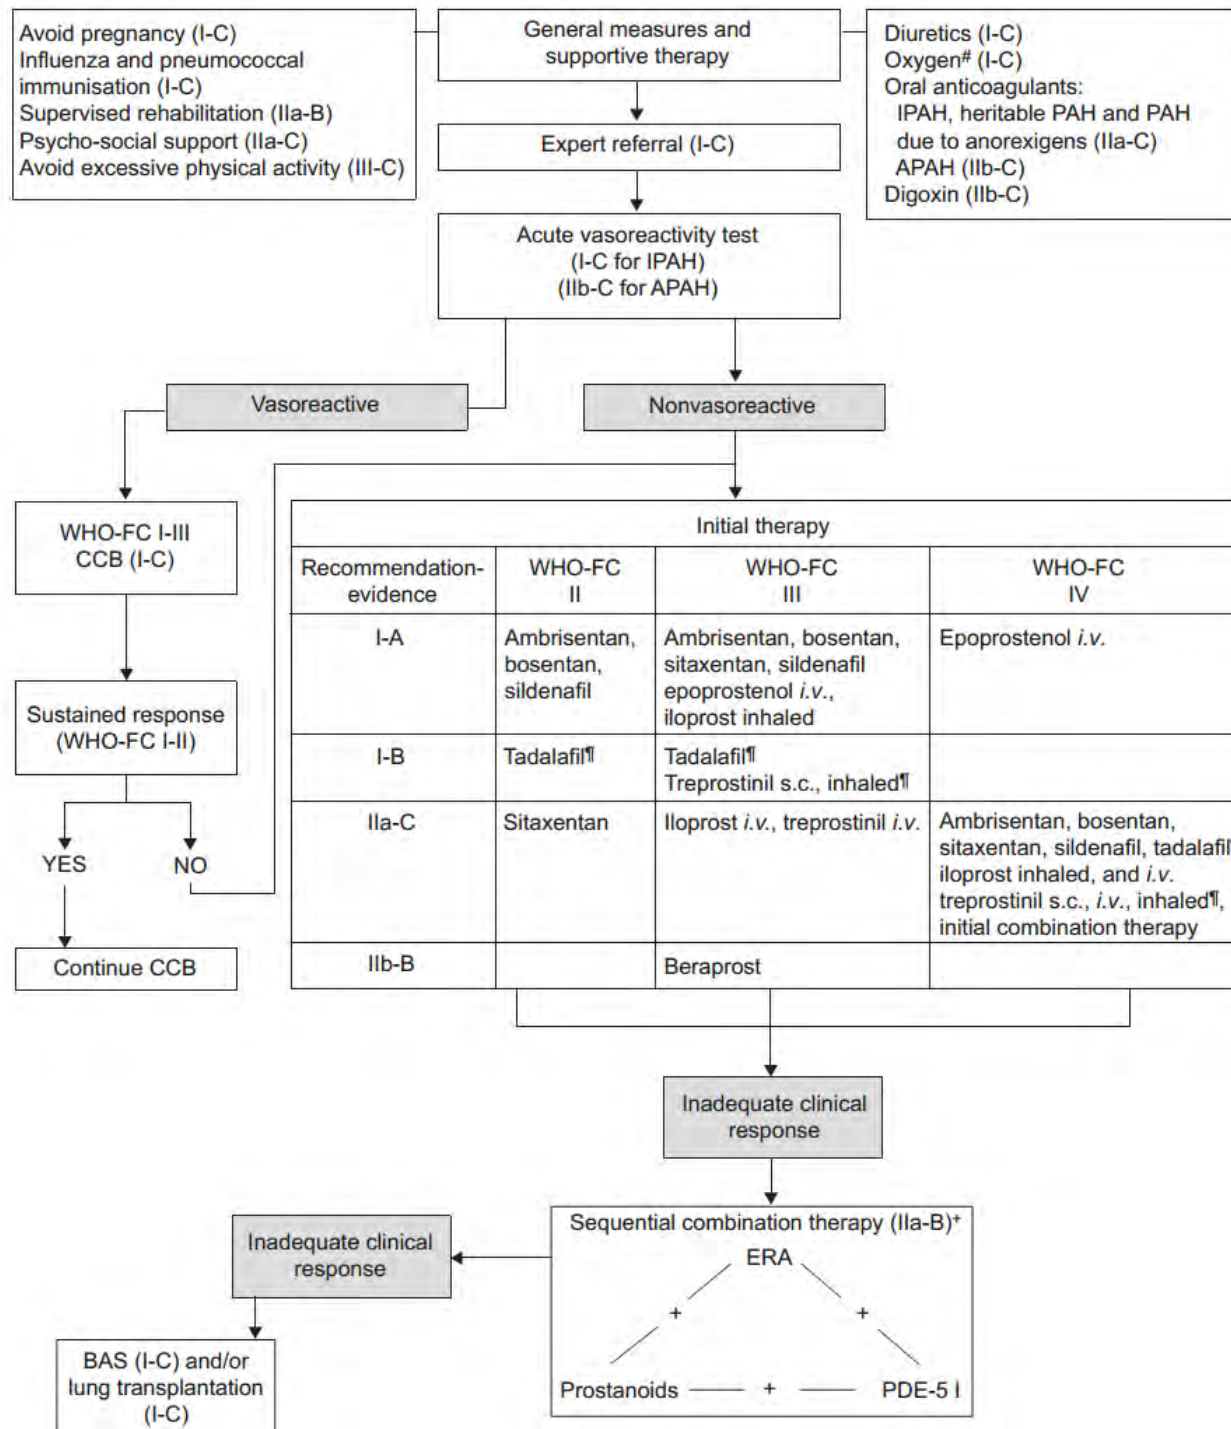 Avoid pregnancy (I-C)
Influenza and pneumococcal
immunisation (I-C)
Supervised rehabilitation (IIa-B)
Psycho-social support (IIa-C)
Avoid excessive physical activity (III-C)
General measures and
supportive therapy
Diuretics (I-C)
Oxygen# (I-C)
Oral anticoagulants:
IPAH, heritable PAH and PAH
due to anorexigens (IIa-C)
APAH (IIb-C)
Digoxin (IIb-C)
Expert referral (I-C)
Acute vasoreactivity test
(I-C for IPAH)
(IIb-C for APAH)
Vasoreactive
Nonvasoreactive
WHO-FC I-III
CCB (I-C)
Sustained response
(WHO-FC I-II)
YES
NO
Continue CCB
Initial therapy
Recommendation-
evidence
WHO-FC
II
WHO-FC
III
WHO-FC
IV
I-A
Ambrisentan,
bosentan,
sildenafil
Ambrisentan, bosentan,
sitaxentan, sildenafil
epoprostenol i.v.,
iloprost inhaled
Epoprostenol i.v.
I-B
Tadalafil¶
Tadalafil¶
Treprostinil s.c., inhaled¶
IIa-C
Sitaxentan
Iloprost i.v., treprostinil i.v.
Ambrisentan, bosentan,
sitaxentan, sildenafil, tadalafil
iloprost inhaled, and i.v.
treprostinil s.c., i.v., inhaled¶,
initial combination therapy
IIb-B
Beraprost
Inadequate clinical
response
Sequential combination therapy (IIa-B)+
ERA
+ +
Prostanoids + PDE-5 I
Inadequate clinical
response
BAS (I-C) and/or
lung transplantation
(I-C)